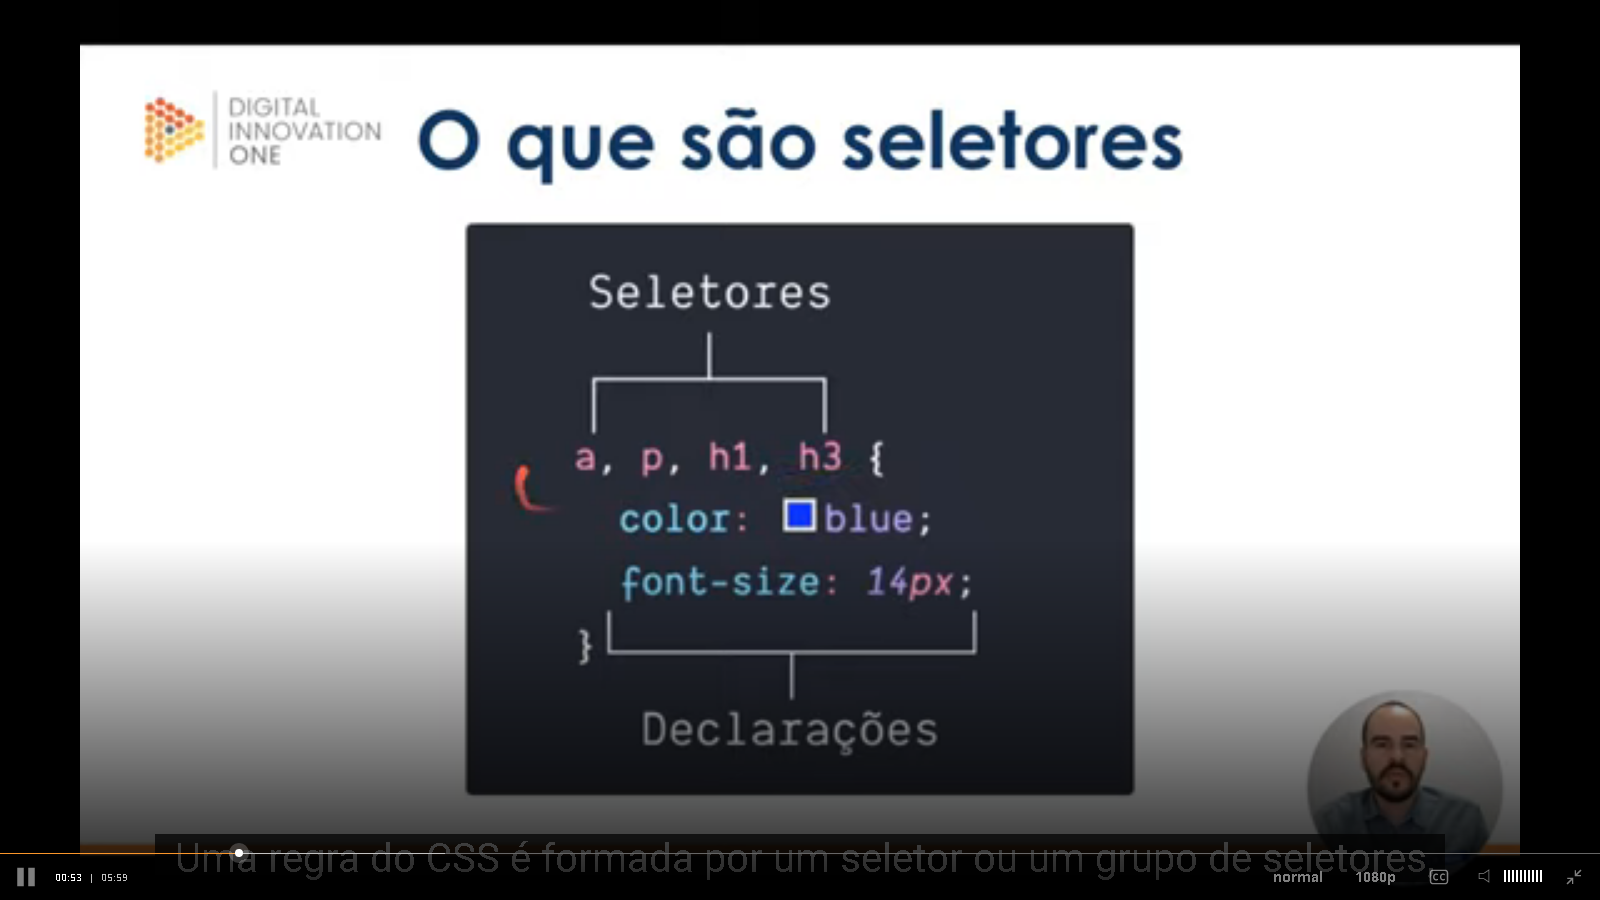 DIGITAL
INNOVATION
ONE
O que são seletores
Seletores
a, p, h1, h3 {
color: blue;
font-size: 14px;
}
Declarações
Uma regra do CSS é formada por um seletor ou um grupo de seletores
00:53 | 05:59
normal
1080p
CC